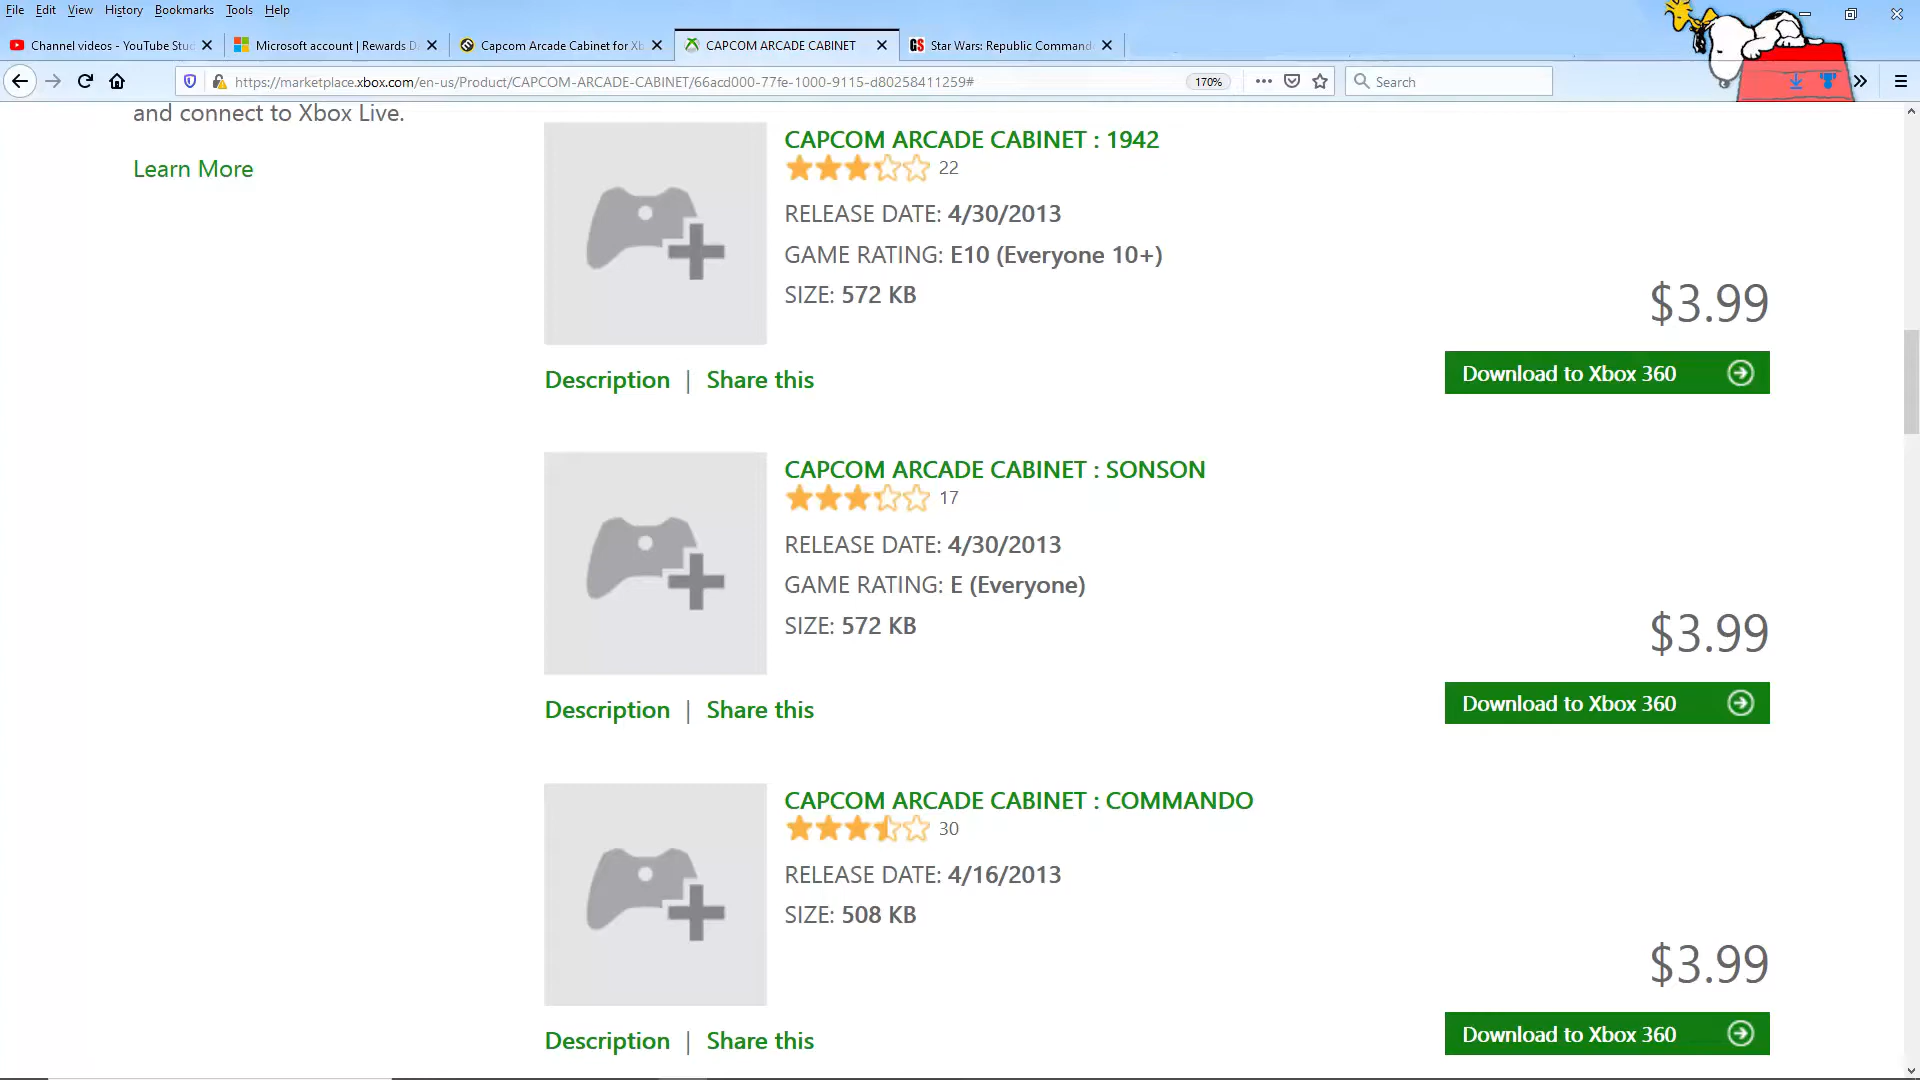 File Edit View History Bookmarks Tools Help
Channel videos - YouTube Stu
Microsoft account | Rewards D
Capcom Arcade Cabinet for Xb
CAPCOM ARCADE CABINET
GS Star Wars: Republic Command
https://marketplace.xbox.com/en-us/Product/CAPCOM-ARCADE-CABINET/66acd000-77fe-1000-9115-d80258411259#
170%
Search
and connect to Xbox Live.
Learn More
CAPCOM ARCADE CABINET : 1942
22
RELEASE DATE: 4/30/2013
GAME RATING: E10 (Everyone 10+)
SIZE: 572 KB
$3.99
Download to Xbox 360
Description | Share this
CAPCOM ARCADE CABINET : SONSON
17
RELEASE DATE: 4/30/2013
GAME RATING: E (Everyone)
SIZE: 572 KB
$3.99
Download to Xbox 360
Description | Share this
CAPCOM ARCADE CABINET : COMMANDO
30
RELEASE DATE: 4/16/2013
SIZE: 508 KB
$3.99
Download to Xbox 360
Description | Share this